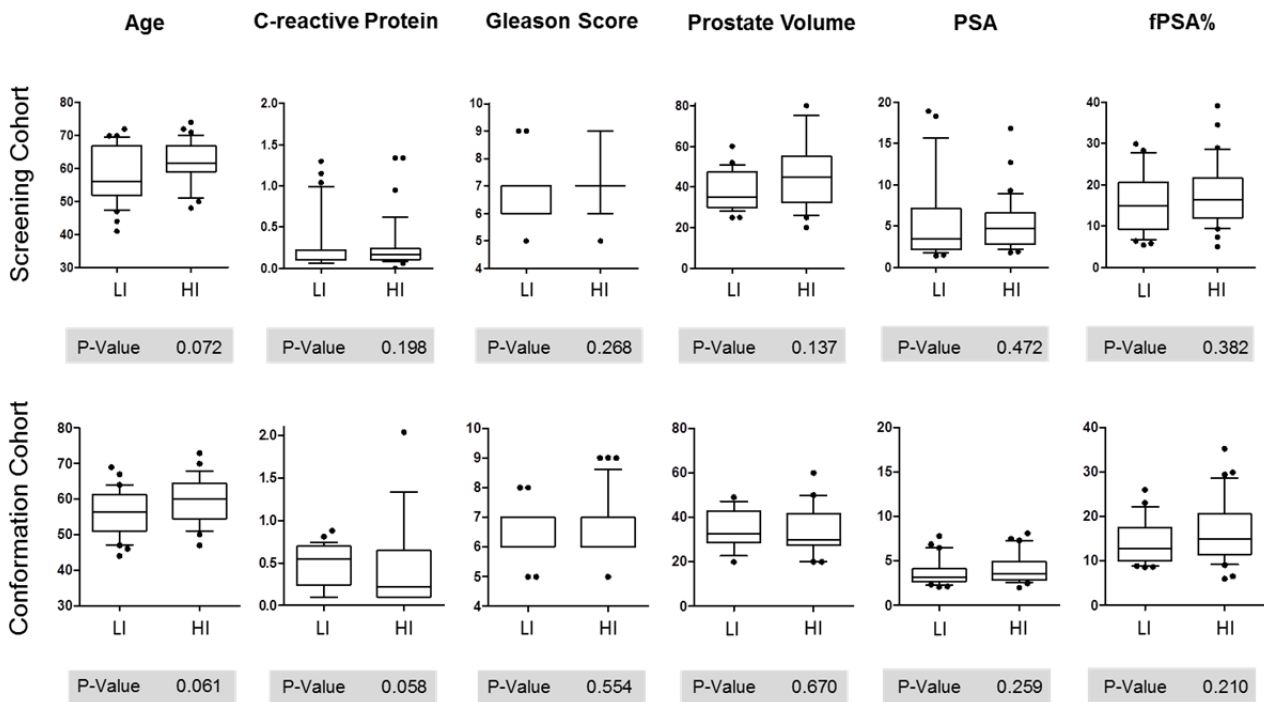 Age C-reactive Protein Gleason Score Prostate Volume PSA fPSA%
Screening Cohort
80 70 60 50 40 30
2.0 1.5 1.0 0.5 0.0
10 9 8 7 6 5 4
80 60 40 20 0
20 15 10 5 0
40 30 20 10 0
LI HI LI HI LI HI LI HI LI HI LI HI
P-Value 0.072 P-Value 0.198 P-Value 0.268 P-Value 0.137 P-Value 0.472 P-Value 0.382
Conformation Cohort
80 70 60 50 40 30
2.0 1.5 1.0 0.5 0.0
10 9 8 7 6 5 4
80 60 40 20 0
20 15 10 5 0
40 30 20 10 0
LI HI LI HI LI HI LI HI LI HI LI HI
P-Value 0.061 P-Value 0.058 P-Value 0.554 P-Value 0.670 P-Value 0.259 P-Value 0.210